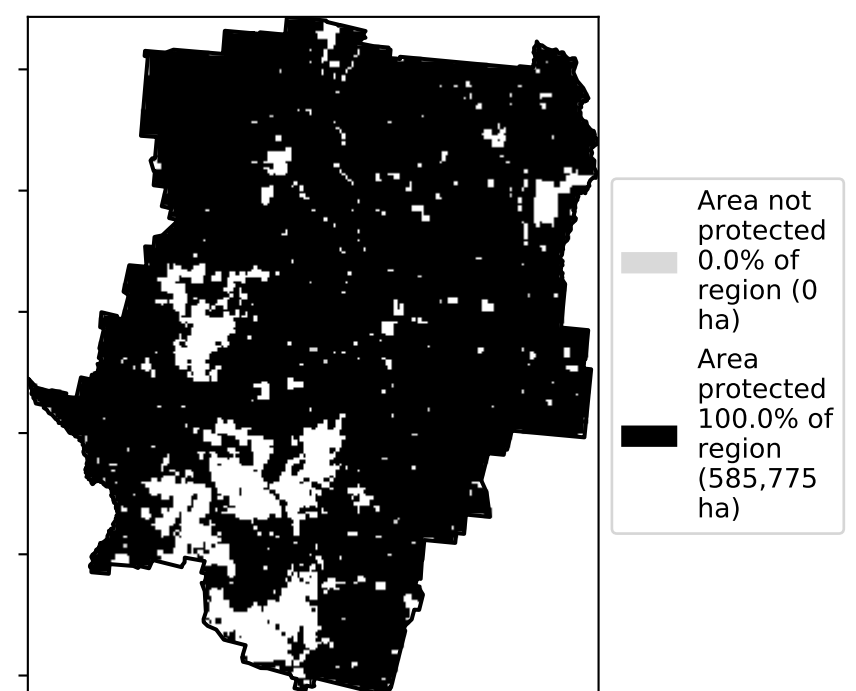 Area not
protected
0.0% of
region (0
ha)
Area
protected
100.0% of
region
(585,775
ha)